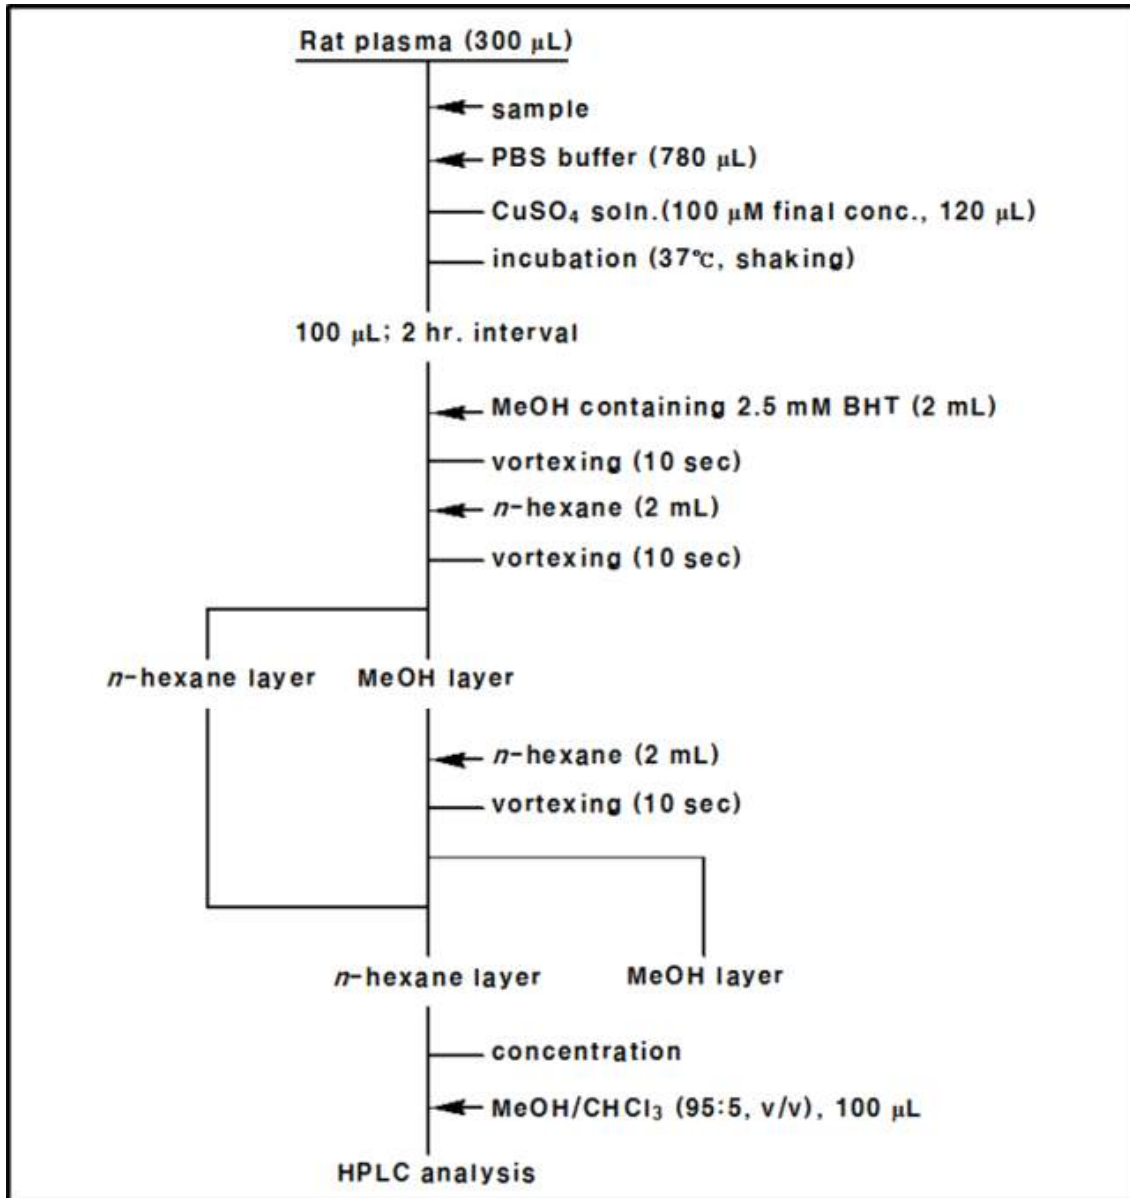 Rat plasma (300 μL)
sample
PBS buffer (780 μL)
CuSO₄ soln.(100 μM final conc., 120 μL)
incubation (37℃, shaking)
100 μL; 2 hr. interval
MeOH containing 2.5 mM BHT (2 mL)
vortexing (10 sec)
n-hexane (2 mL)
vortexing (10 sec)
n-hexane layer MeOH layer
n-hexane (2 mL)
vortexing (10 sec)
n-hexane layer MeOH layer
concentration
MeOH/CHCl₃ (95:5, v/v), 100 μL
HPLC analysis